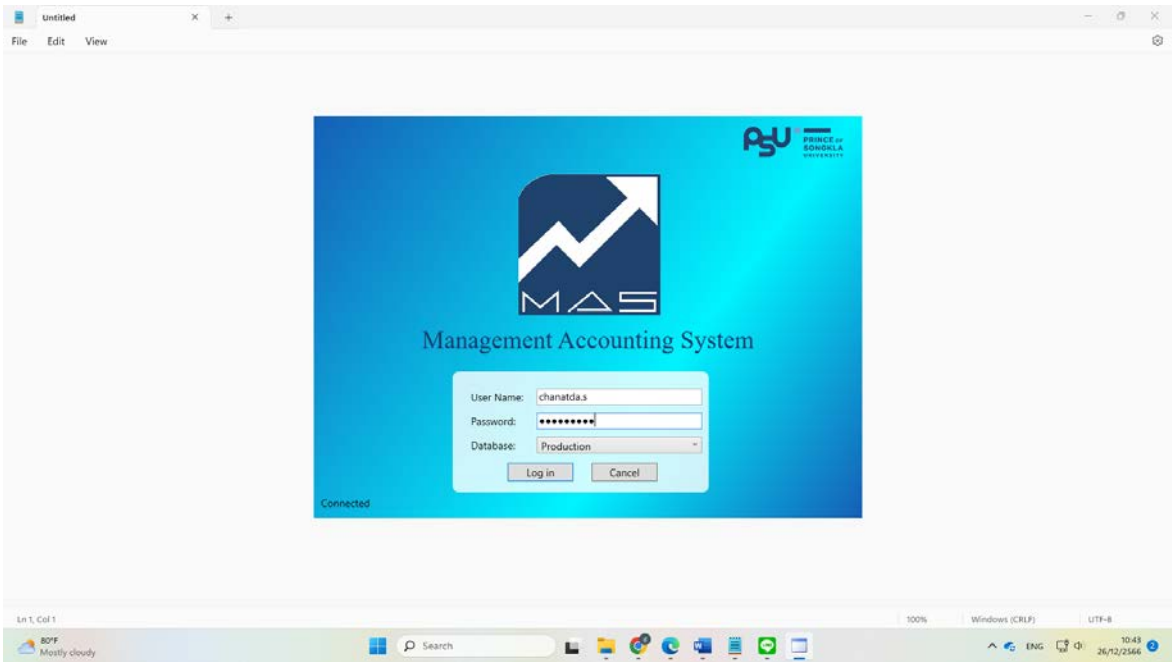 Untitled
File Edit View
PSU PRINCE OF
SONGKLA
UNIVERSITY
MAS
Management Accounting System
User Name: chanatda.s
Password: •••••••••
Database: Production
Log in Cancel
Connected
Ln 1, Col 1 100% Windows (CRLF) UTF-8
80°F
Mostly cloudy
Search
ENG
10:43
26/12/2566
2